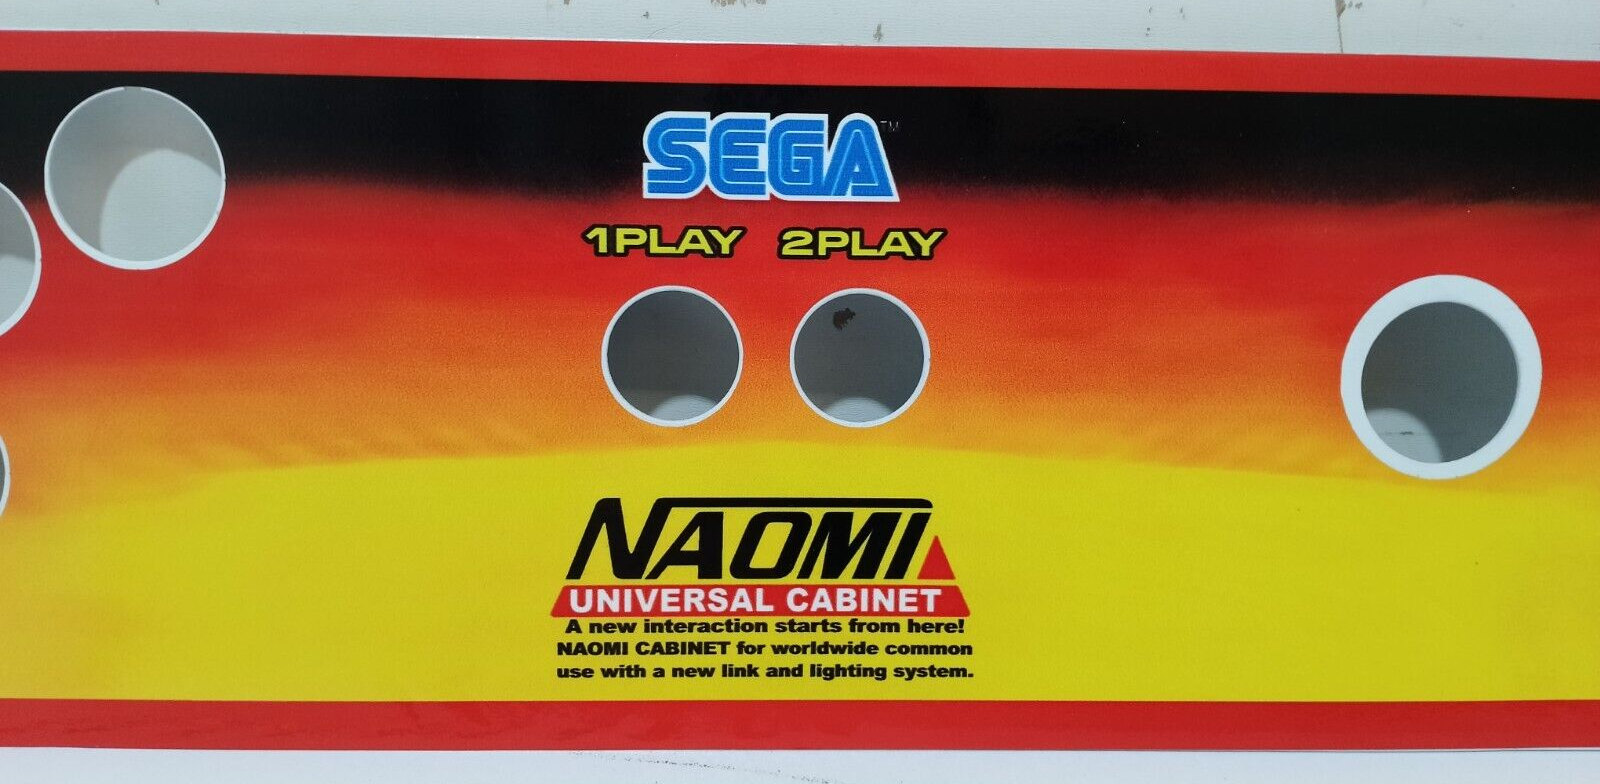 SEGA™
1PLAY 2PLAY
NAOMI
UNIVERSAL CABINET
A new interaction starts from here!
NAOMI CABINET for worldwide common
use with a new link and lighting system.